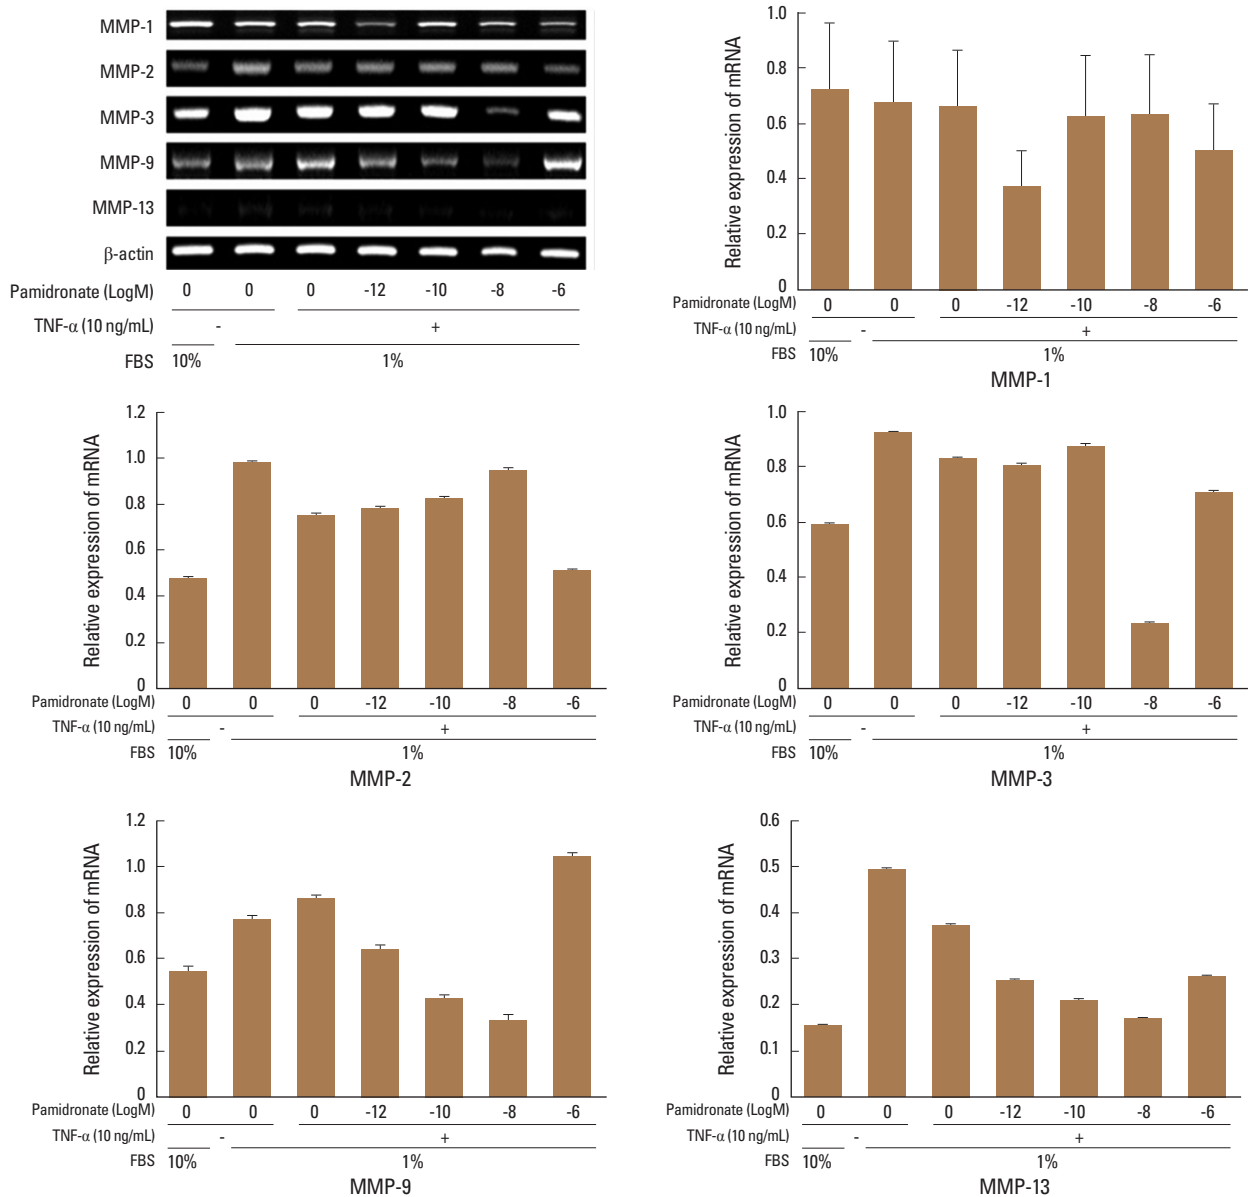 MMP-1
MMP-2
MMP-3
MMP-9
MMP-13
β-actin
Pamidronate (LogM) 0 0 0 -12 -10 -8 -6
TNF-α (10 ng/mL) - +
FBS 10% 1%
Relative expression of mRNA
1.0
0.8
0.6
0.4
0.2
0
Pamidronate (LogM) 0 0 0 -12 -10 -8 -6
TNF-α (10 ng/mL) - +
FBS 10% 1%
MMP-1
Relative expression of mRNA
1.2
1.0
0.8
0.6
0.4
0.2
0
Pamidronate (LogM) 0 0 0 -12 -10 -8 -6
TNF-α (10 ng/mL) - +
FBS 10% 1%
MMP-2
Relative expression of mRNA
1.0
0.8
0.6
0.4
0.2
0
Pamidronate (LogM) 0 0 0 -12 -10 -8 -6
TNF-α (10 ng/mL) - +
FBS 10% 1%
MMP-3
Relative expression of mRNA
1.2
1.0
0.8
0.6
0.4
0.2
0
Pamidronate (LogM) 0 0 0 -12 -10 -8 -6
TNF-α (10 ng/mL) - +
FBS 10% 1%
MMP-9
Relative expression of mRNA
0.6
0.5
0.4
0.3
0.2
0.1
0
Pamidronate (LogM) 0 0 0 -12 -10 -8 -6
TNF-α (10 ng/mL) - +
FBS 10% 1%
MMP-13